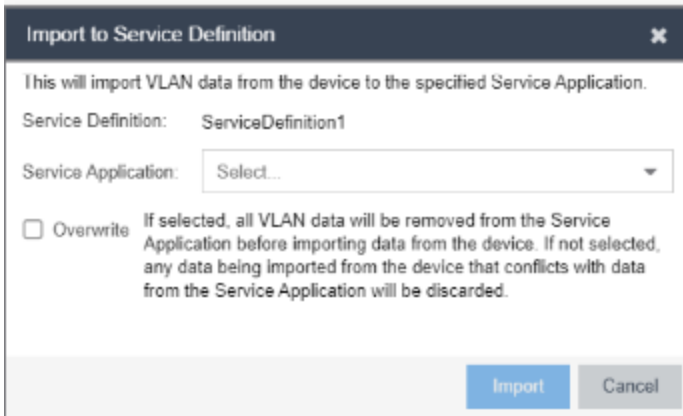 Import to Service Definition
This will import VLAN data from the device to the specified Service Application.
Service Definition: ServiceDefinition1
Service Application: Select...
Overwrite If selected, all VLAN data will be removed from the Service
Application before importing data from the device. If not selected,
any data being imported from the device that conflicts with data
from the Service Application will be discarded.
Import Cancel